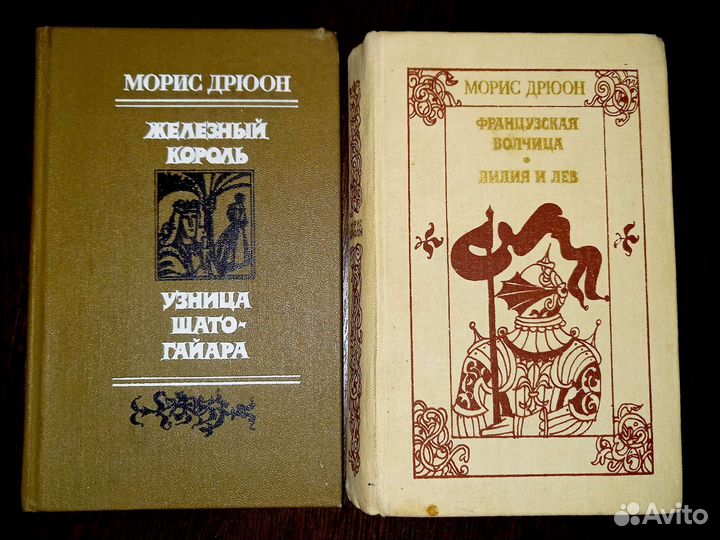 МОРИС ДРЮОН
ЖЕЛЕЗНЫЙ
КОРОЛЬ
УЗНИЦА
ШАТО-
ГАЙАРА
МОРИС ДРЮОН
ФРАНЦУЗСКАЯ
ВОЛЧИЦА
•
ЛИЛИЯ И ЛЕВ
Avito